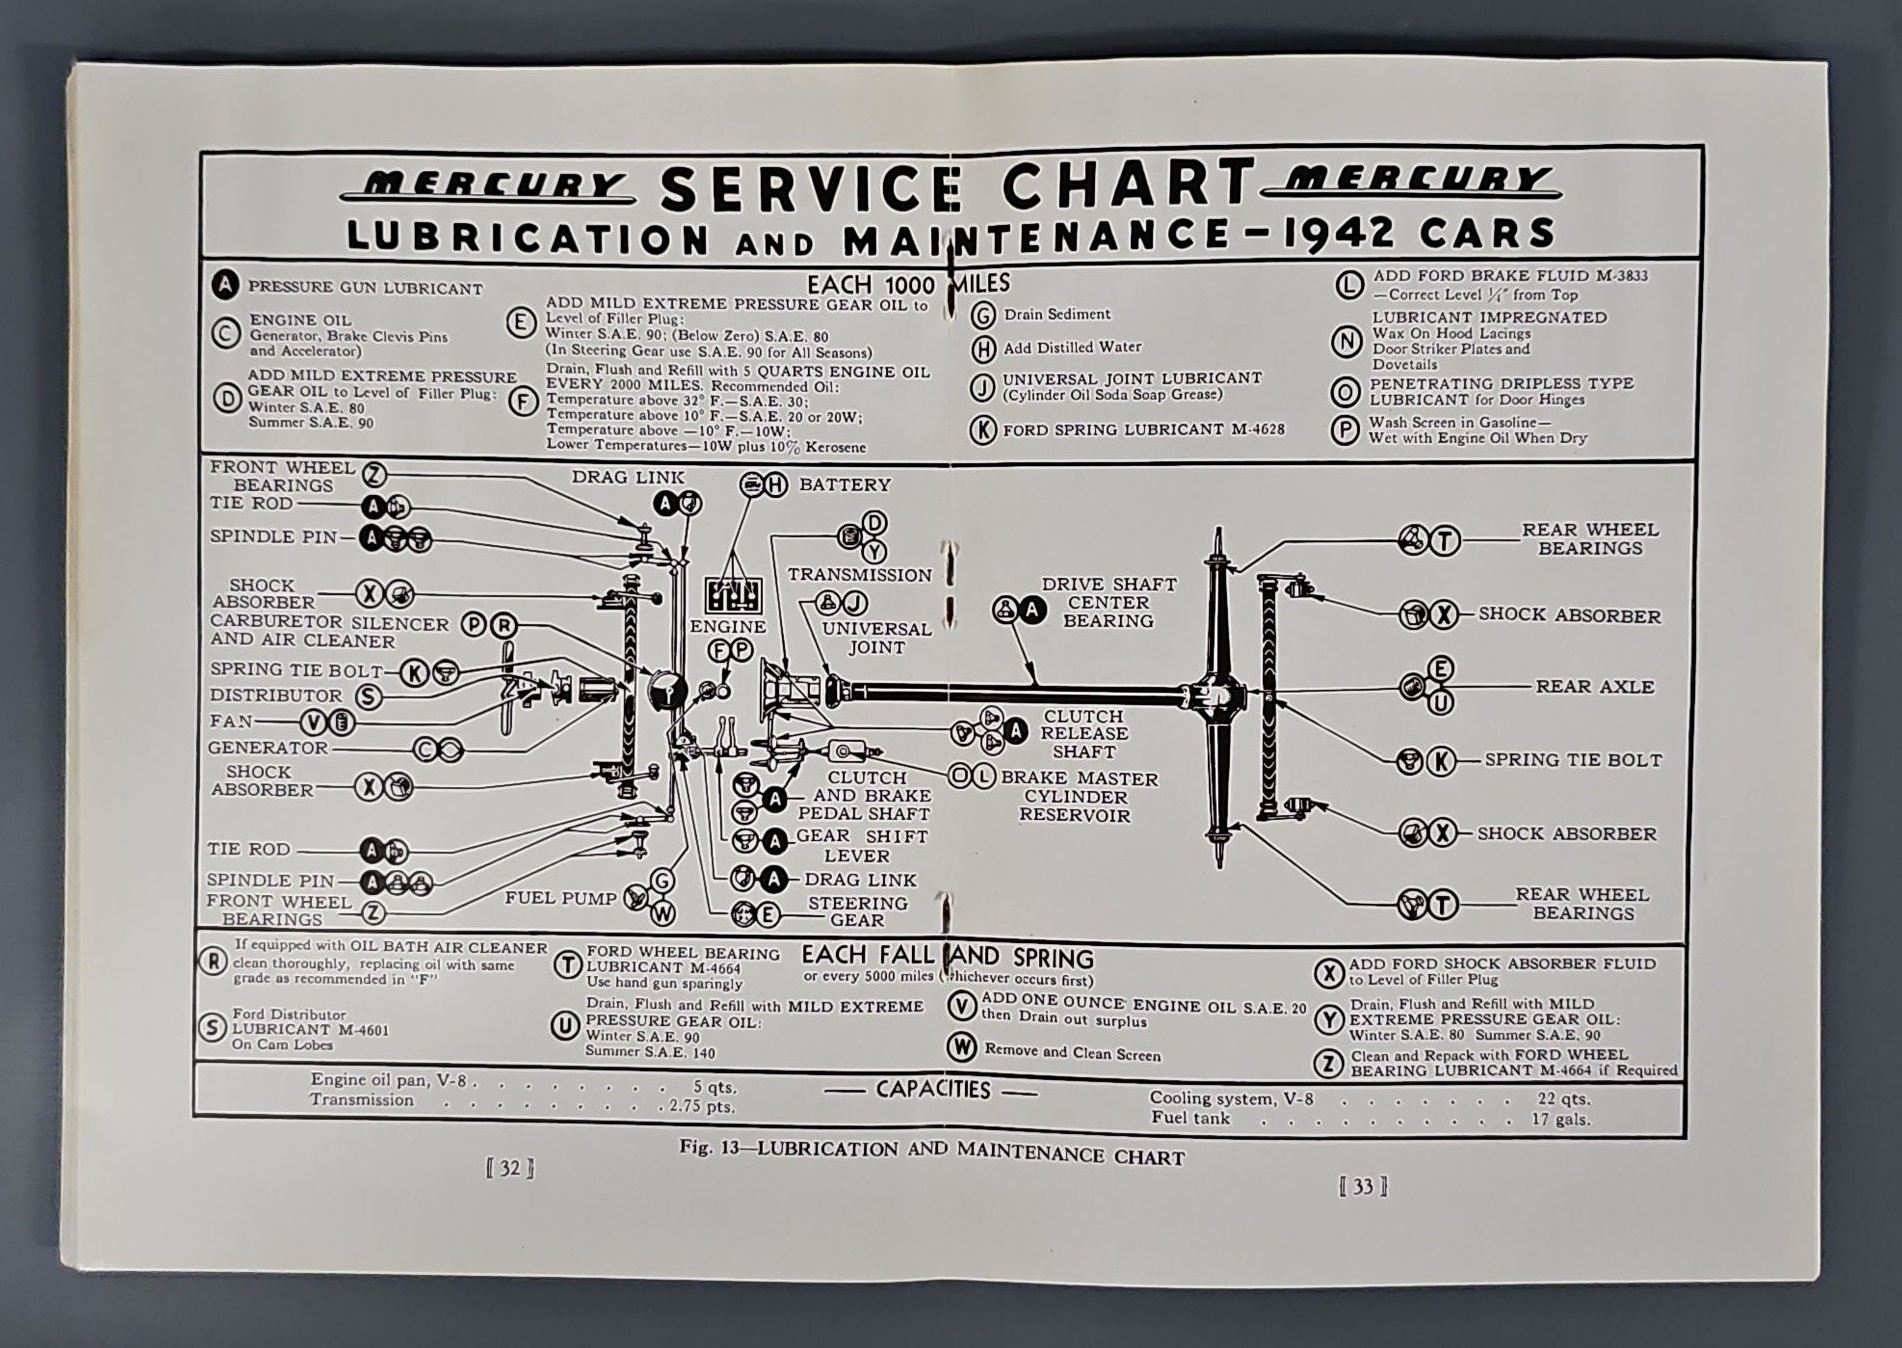 MERCURY SERVICE CHART MERCURY
LUBRICATION AND MAINTENANCE–1942 CARS
EACH 1000 MILES
A PRESSURE GUN LUBRICANT
C ENGINE OIL
Generator, Brake Clevis Pins
and Accelerator)
D ADD MILD EXTREME PRESSURE
GEAR OIL to Level of Filler Plug:
Winter S.A.E. 80
Summer S.A.E. 90
E ADD MILD EXTREME PRESSURE GEAR OIL to
Level of Filler Plug:
Winter S.A.E. 90; (Below Zero) S.A.E. 80
(In Steering Gear use S.A.E. 90 for All Seasons)
F Drain, Flush and Refill with 5 QUARTS ENGINE OIL
EVERY 2000 MILES. Recommended Oil:
Temperature above 32° F.—S.A.E. 30;
Temperature above 10° F.—S.A.E. 20 or 20W;
Temperature above —10° F.—10W;
Lower Temperatures—10W plus 10% Kerosene
G Drain Sediment
H Add Distilled Water
J UNIVERSAL JOINT LUBRICANT
(Cylinder Oil Soda Soap Grease)
K FORD SPRING LUBRICANT M-4628
L ADD FORD BRAKE FLUID M-3833
—Correct Level ¼" from Top
N LUBRICANT IMPREGNATED
Wax On Hood Lacings
Door Striker Plates and
Dovetails
O PENETRATING DRIPLESS TYPE
LUBRICANT for Door Hinges
P Wash Screen in Gasoline—
Wet with Engine Oil When Dry
FRONT WHEEL
BEARINGS Z
TIE ROD A
SPINDLE PIN A
SHOCK
ABSORBER X
CARBURETOR SILENCER
AND AIR CLEANER P R
SPRING TIE BOLT K
DISTRIBUTOR S
FAN V
GENERATOR C
SHOCK
ABSORBER X
TIE ROD A
SPINDLE PIN A
FRONT WHEEL
BEARINGS Z
DRAG LINK
A
H BATTERY
ENGINE
F P
D
Y
TRANSMISSION
J
UNIVERSAL
JOINT
DRIVE SHAFT
CENTER
BEARING
A
A CLUTCH
RELEASE
SHAFT
O L BRAKE MASTER
CYLINDER
RESERVOIR
A CLUTCH
AND BRAKE
PEDAL SHAFT
A GEAR SHIFT
LEVER
A DRAG LINK
E STEERING
GEAR
FUEL PUMP G
W
T REAR WHEEL
BEARINGS
X SHOCK ABSORBER
E
U
REAR AXLE
K SPRING TIE BOLT
X SHOCK ABSORBER
T REAR WHEEL
BEARINGS
EACH FALL AND SPRING
or every 5000 miles (whichever occurs first)
R If equipped with OIL BATH AIR CLEANER
clean thoroughly, replacing oil with same
grade as recommended in "F"
S Ford Distributor
LUBRICANT M-4601
On Cam Lobes
T FORD WHEEL BEARING
LUBRICANT M-4664
Use hand gun sparingly
U Drain, Flush and Refill with MILD EXTREME
PRESSURE GEAR OIL:
Winter S.A.E. 90
Summer S.A.E. 140
V ADD ONE OUNCE ENGINE OIL S.A.E. 20
then Drain out surplus
W Remove and Clean Screen
X ADD FORD SHOCK ABSORBER FLUID
to Level of Filler Plug
Y Drain, Flush and Refill with MILD
EXTREME PRESSURE GEAR OIL:
Winter S.A.E. 80 Summer S.A.E. 90
Z Clean and Repack with FORD WHEEL
BEARING LUBRICANT M-4664 if Required
— CAPACITIES —
Engine oil pan, V-8 . . . . . . . . 5 qts.
Transmission . . . . . . . . . 2.75 pts.
Cooling system, V-8 . . . . . . . 22 qts.
Fuel tank . . . . . . . . . . 17 gals.
Fig. 13—LUBRICATION AND MAINTENANCE CHART
[ 32 ]
[ 33 ]